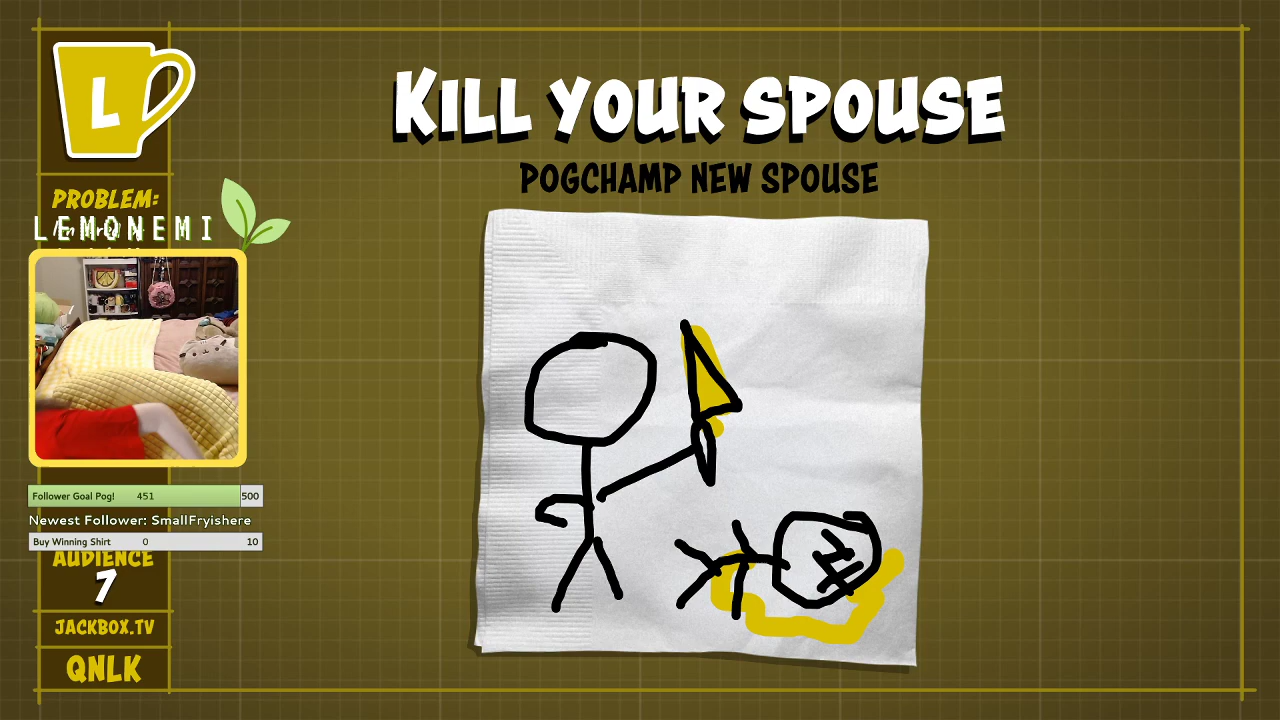 L
KILL YOUR SPOUSE
POGCHAMP NEW SPOUSE
PROBLEM:
LEMONEMI
Follower Goal Pog! 451 500
Newest Follower: SmallFryishere
Buy Winning Shirt 0 10
AUDIENCE
7
JACKBOX.TV
QNLK